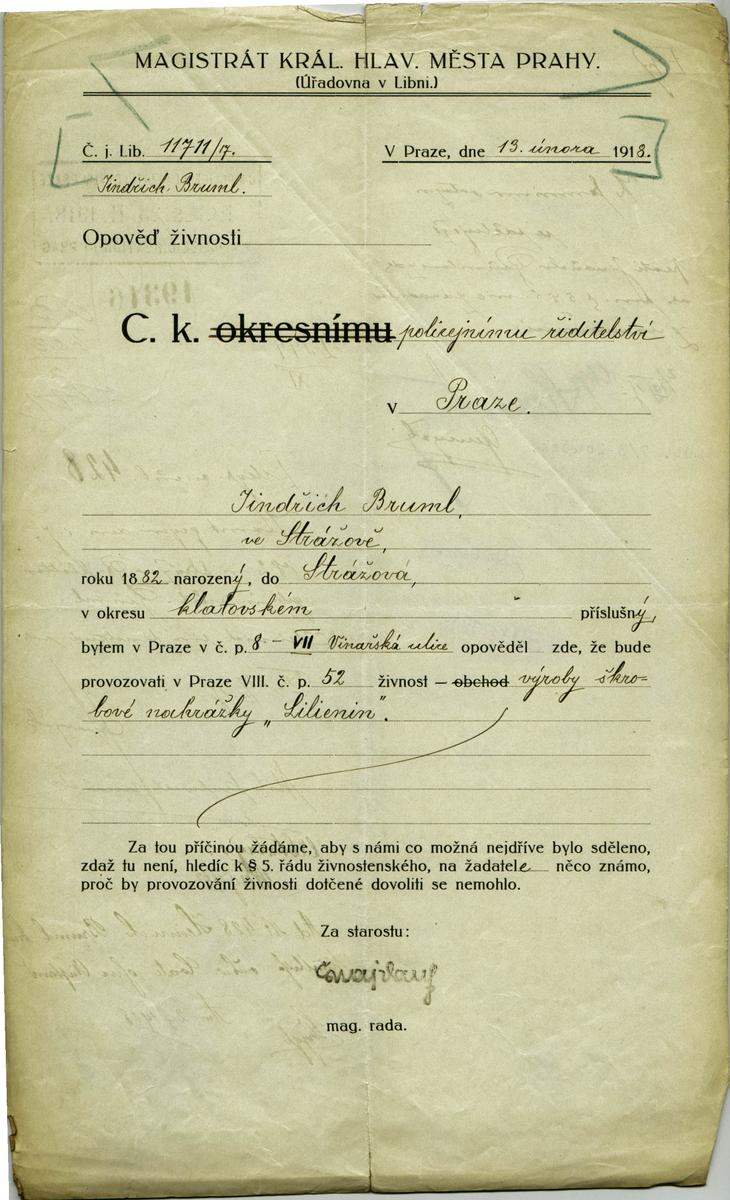 MAGISTRÁT KRÁL. HLAV. MĚSTA PRAHY.
(Úřadovna v Libni.)
Č. j. Lib. 11711/7. V Praze, dne 13. února 1918.
Jindřich Bruml.
Opověď živnosti
C. k. okresnímu policejnímu řiditelství
v Praze.
Jindřich Bruml,
ve Strážově,
roku 1882 narozený, do Strážová,
v okresu klatovském příslušný,
bytem v Praze v č. p. 8 - VII Vinařská ulice opověděl zde, že bude
provozovati v Praze VIII. č. p. 52 živnost — obchod výroby škro-
bové nahrážky „Lilienin".
Za tou příčinou žádáme, aby s námi co možná nejdříve bylo sděleno,
zdaž tu není, hledíc k § 5. řádu živnostenského, na žadatele něco známo,
proč by provozování živnosti dotčené dovoliti se nemohlo.
Za starostu:
mag. rada.